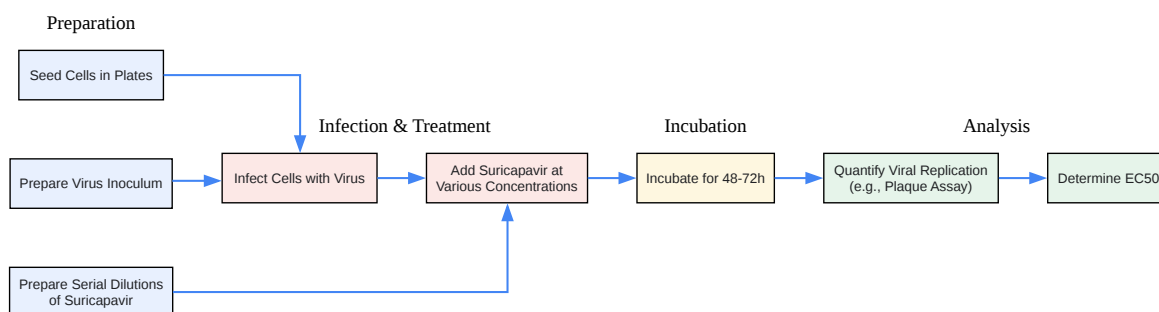 Preparation
Seed Cells in Plates
Infection & Treatment
Incubation
Analysis
Prepare Virus Inoculum
Infect Cells with Virus
Add Suricapavir at
Various Concentrations
Incubate for 48-72h
Quantify Viral Replication
(e.g., Plaque Assay)
Determine EC50
Prepare Serial Dilutions
of Suricapavir